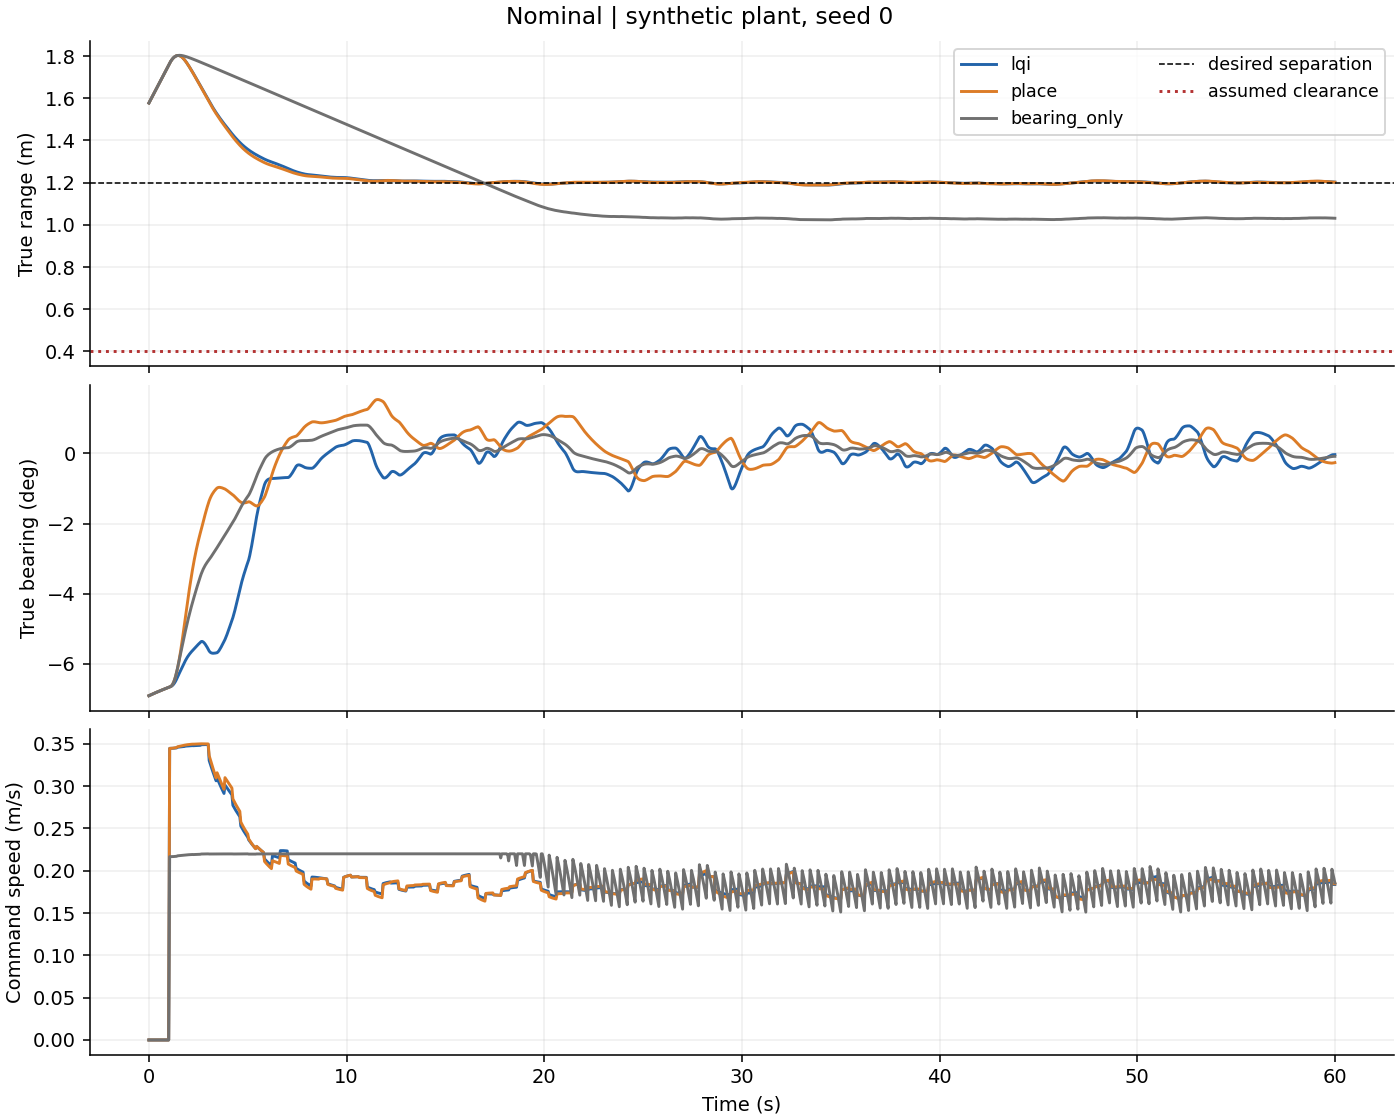 Nominal | synthetic plant, seed 0
lqi
place
bearing_only
desired separation
assumed clearance
True range (m)
1.8
1.6
1.4
1.2
1.0
0.8
0.6
0.4
True bearing (deg)
0
−2
−4
−6
Command speed (m/s)
0.35
0.30
0.25
0.20
0.15
0.10
0.05
0.00
0 10 20 30 40 50 60
Time (s)